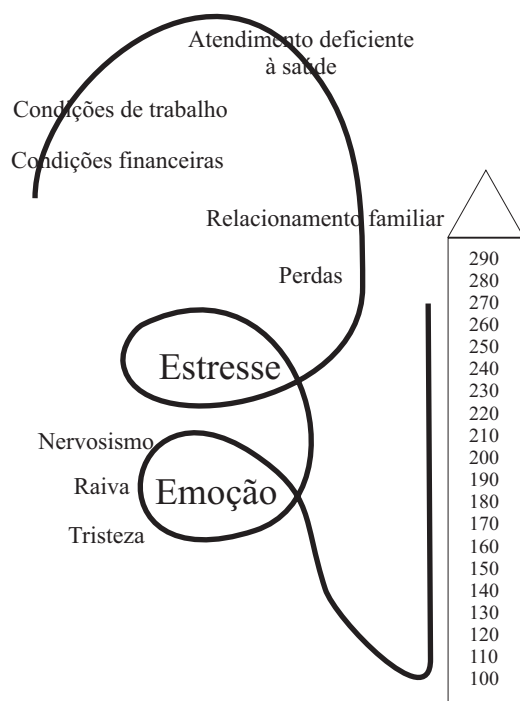 Atendimento deficiente
à saúde
Condições de trabalho
Condições financeiras
Relacionamento familiar
Perdas
Estresse
Nervosismo
Raiva
Emoção
Tristeza
290
280
270
260
250
240
230
220
210
200
190
180
170
160
150
140
130
120
110
100